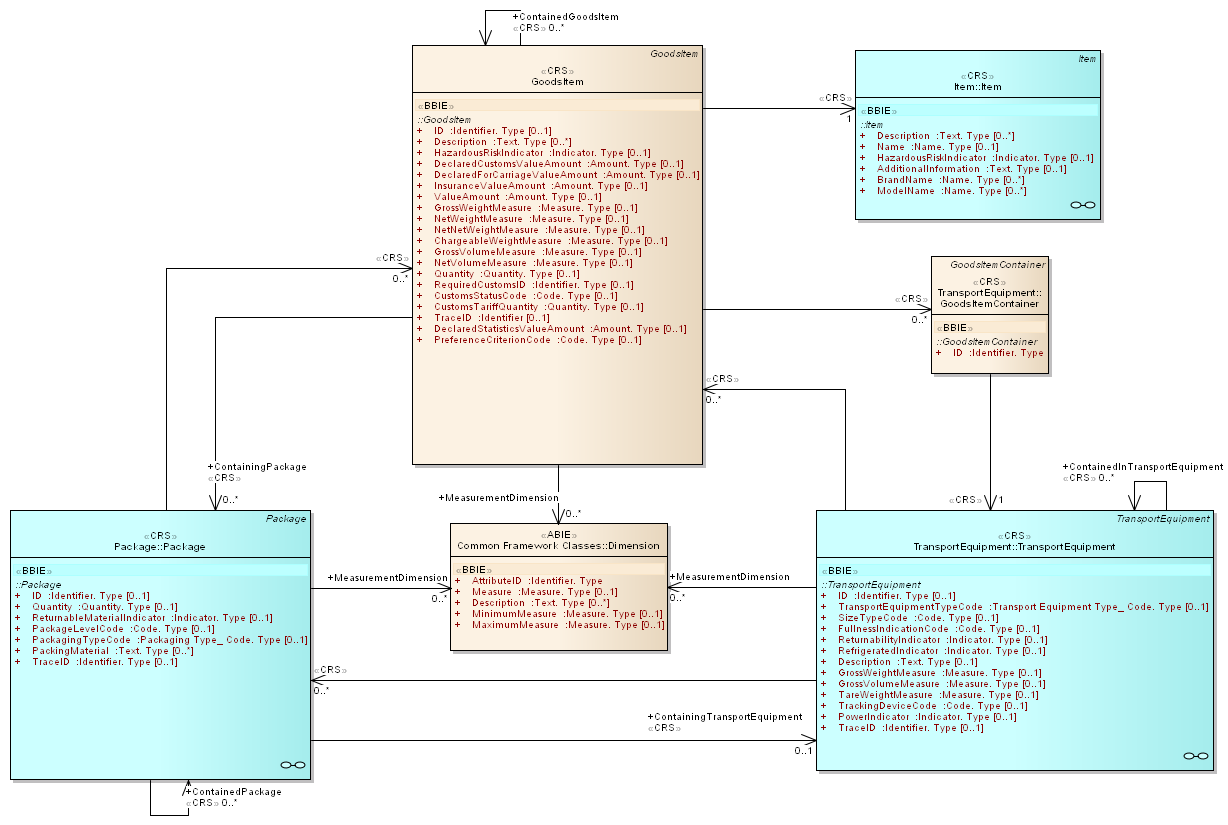 +ContainedGoodsItem
«CRS» 0..*
GoodsItem
«CRS»
GoodsItem
«BBIE»
::GoodsItem
+ ID :Identifier. Type [0..1]
+ Description :Text. Type [0..*]
+ HazardousRiskIndicator :Indicator. Type [0..1]
+ DeclaredCustomsValueAmount :Amount. Type [0..1]
+ DeclaredForCarriageValueAmount :Amount. Type [0..1]
+ InsuranceValueAmount :Amount. Type [0..1]
+ ValueAmount :Amount. Type [0..1]
+ GrossWeightMeasure :Measure. Type [0..1]
+ NetWeightMeasure :Measure. Type [0..1]
+ NetNetWeightMeasure :Measure. Type [0..1]
+ ChargeableWeightMeasure :Measure. Type [0..1]
+ GrossVolumeMeasure :Measure. Type [0..1]
+ NetVolumeMeasure :Measure. Type [0..1]
+ Quantity :Quantity. Type [0..1]
+ RequiredCustomsID :Identifier. Type [0..1]
+ CustomsStatusCode :Code. Type [0..1]
+ CustomsTariffQuantity :Quantity. Type [0..1]
+ TraceID :Identifier [0..1]
+ DeclaredStatisticsValueAmount :Amount. Type [0..1]
+ PreferenceCriterionCode :Code. Type [0..1]
«CRS»
1
Item
«CRS»
Item::Item
«BBIE»
::Item
+ Description :Text. Type [0..*]
+ Name :Name. Type [0..1]
+ HazardousRiskIndicator :Indicator. Type [0..1]
+ AdditionalInformation :Text. Type [0..1]
+ BrandName :Name. Type [0..*]
+ ModelName :Name. Type [0..*]
«CRS»
0..*
«CRS»
0..*
GoodsItemContainer
«CRS»
TransportEquipment::
GoodsItemContainer
«BBIE»
::GoodsItemContainer
+ ID :Identifier. Type
«CRS»
0..*
+ContainingPackage
«CRS»
0..*
+MeasurementDimension
0..*
«CRS»
1
+ContainedInTransportEquipment
«CRS» 0..*
Package
«CRS»
Package::Package
«BBIE»
::Package
+ ID :Identifier. Type [0..1]
+ Quantity :Quantity. Type [0..1]
+ ReturnableMaterialIndicator :Indicator. Type [0..1]
+ PackageLevelCode :Code. Type [0..1]
+ PackagingTypeCode :Packaging Type_ Code. Type [0..1]
+ PackingMaterial :Text. Type [0..*]
+ TraceID :Identifier. Type [0..1]
+MeasurementDimension
0..*
«ABIE»
Common Framework Classes::Dimension
«BBIE»
+ AttributeID :Identifier. Type
+ Measure :Measure. Type [0..1]
+ Description :Text. Type [0..*]
+ MinimumMeasure :Measure. Type [0..1]
+ MaximumMeasure :Measure. Type [0..1]
+MeasurementDimension
0..*
TransportEquipment
«CRS»
TransportEquipment::TransportEquipment
«BBIE»
::TransportEquipment
+ ID :Identifier. Type [0..1]
+ TransportEquipmentTypeCode :Transport Equipment Type_ Code. Type [0..1]
+ SizeTypeCode :Code. Type [0..1]
+ FullnessIndicationCode :Code. Type [0..1]
+ ReturnabilityIndicator :Indicator. Type [0..1]
+ RefrigeratedIndicator :Indicator. Type [0..1]
+ Description :Text. Type [0..1]
+ GrossWeightMeasure :Measure. Type [0..1]
+ GrossVolumeMeasure :Measure. Type [0..1]
+ TareWeightMeasure :Measure. Type [0..1]
+ TrackingDeviceCode :Code. Type [0..1]
+ PowerIndicator :Indicator. Type [0..1]
+ TraceID :Identifier. Type [0..1]
«CRS»
0..*
+ContainingTransportEquipment
«CRS»
0..1
+ContainedPackage
«CRS» 0..*